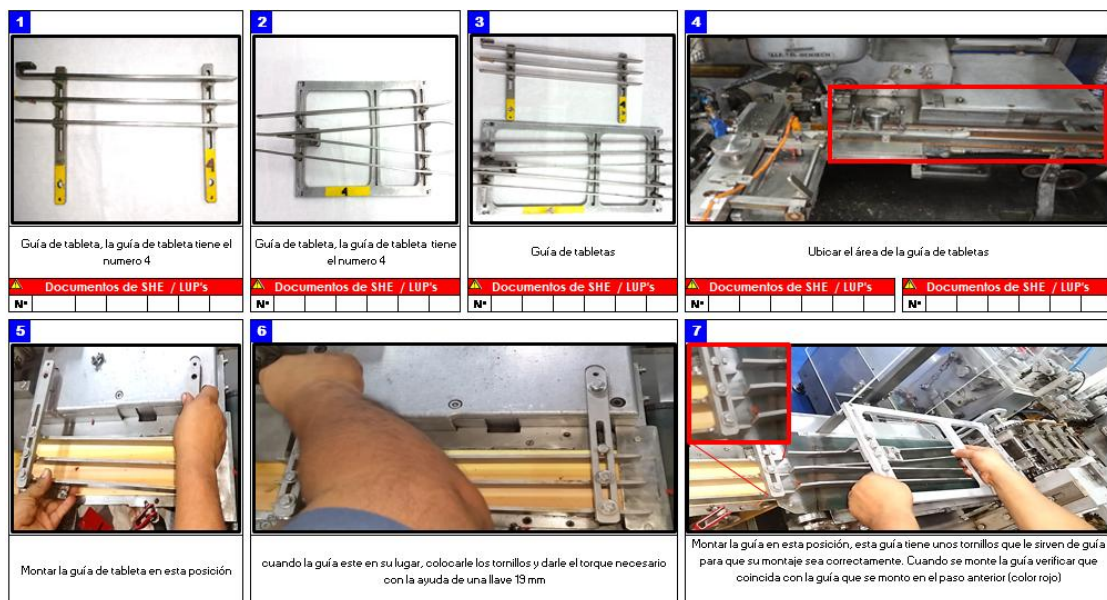 1
2
3
4
4
4
4
Guía de tableta, la guía de tableta tiene el
numero 4
Guía de tableta, la guía de tableta tiene
el numero 4
Guía de tabletas
Ubicar el área de la guía de tabletas
Documentos de SHE / LUP's
Documentos de SHE / LUP's
Documentos de SHE / LUP's
Documentos de SHE / LUP's
Documentos de SHE / LUP's
N°
N°
N°
N°
N°
5
6
7
Montar la guía de tableta en esta posición
cuando la guía este en su lugar, colocarle los tornillos y darle el torque necesario
con la ayuda de una llave 19 mm
Montar la guía en esta posición, esta guía tiene unos tornillos que le sirven de guía
para que su montaje sea correctamente. Cuando se monte la guía verificar que
coincida con la guía que se monto en el paso anterior (color rojo)